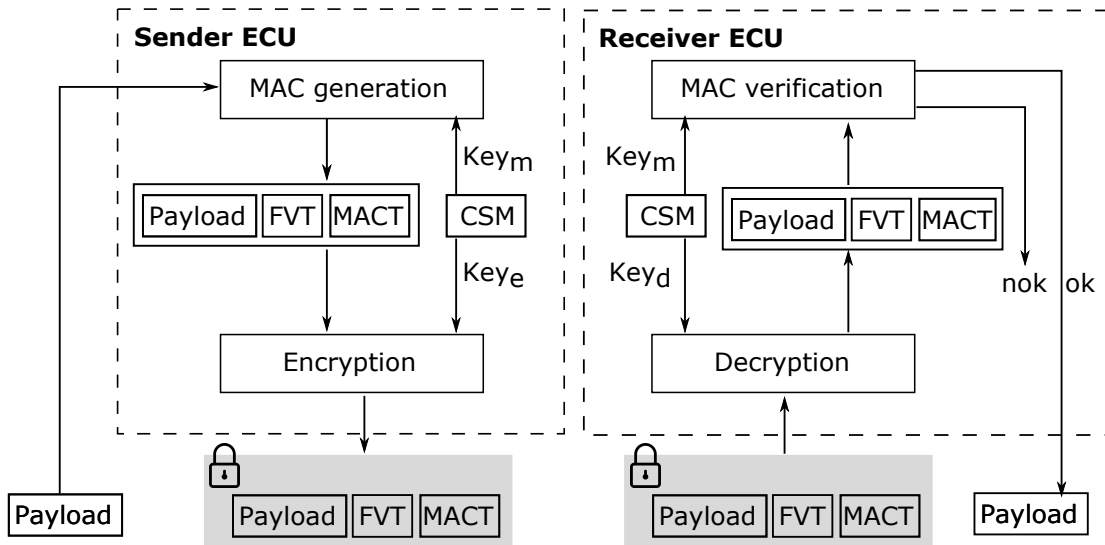 Sender ECU
MAC generation
Key_m
Payload FVT MACT
CSM
Key_e
Encryption
Payload
Payload FVT MACT
Receiver ECU
MAC verification
Key_m
CSM
Payload FVT MACT
Key_d
nok ok
Decryption
Payload FVT MACT
Payload